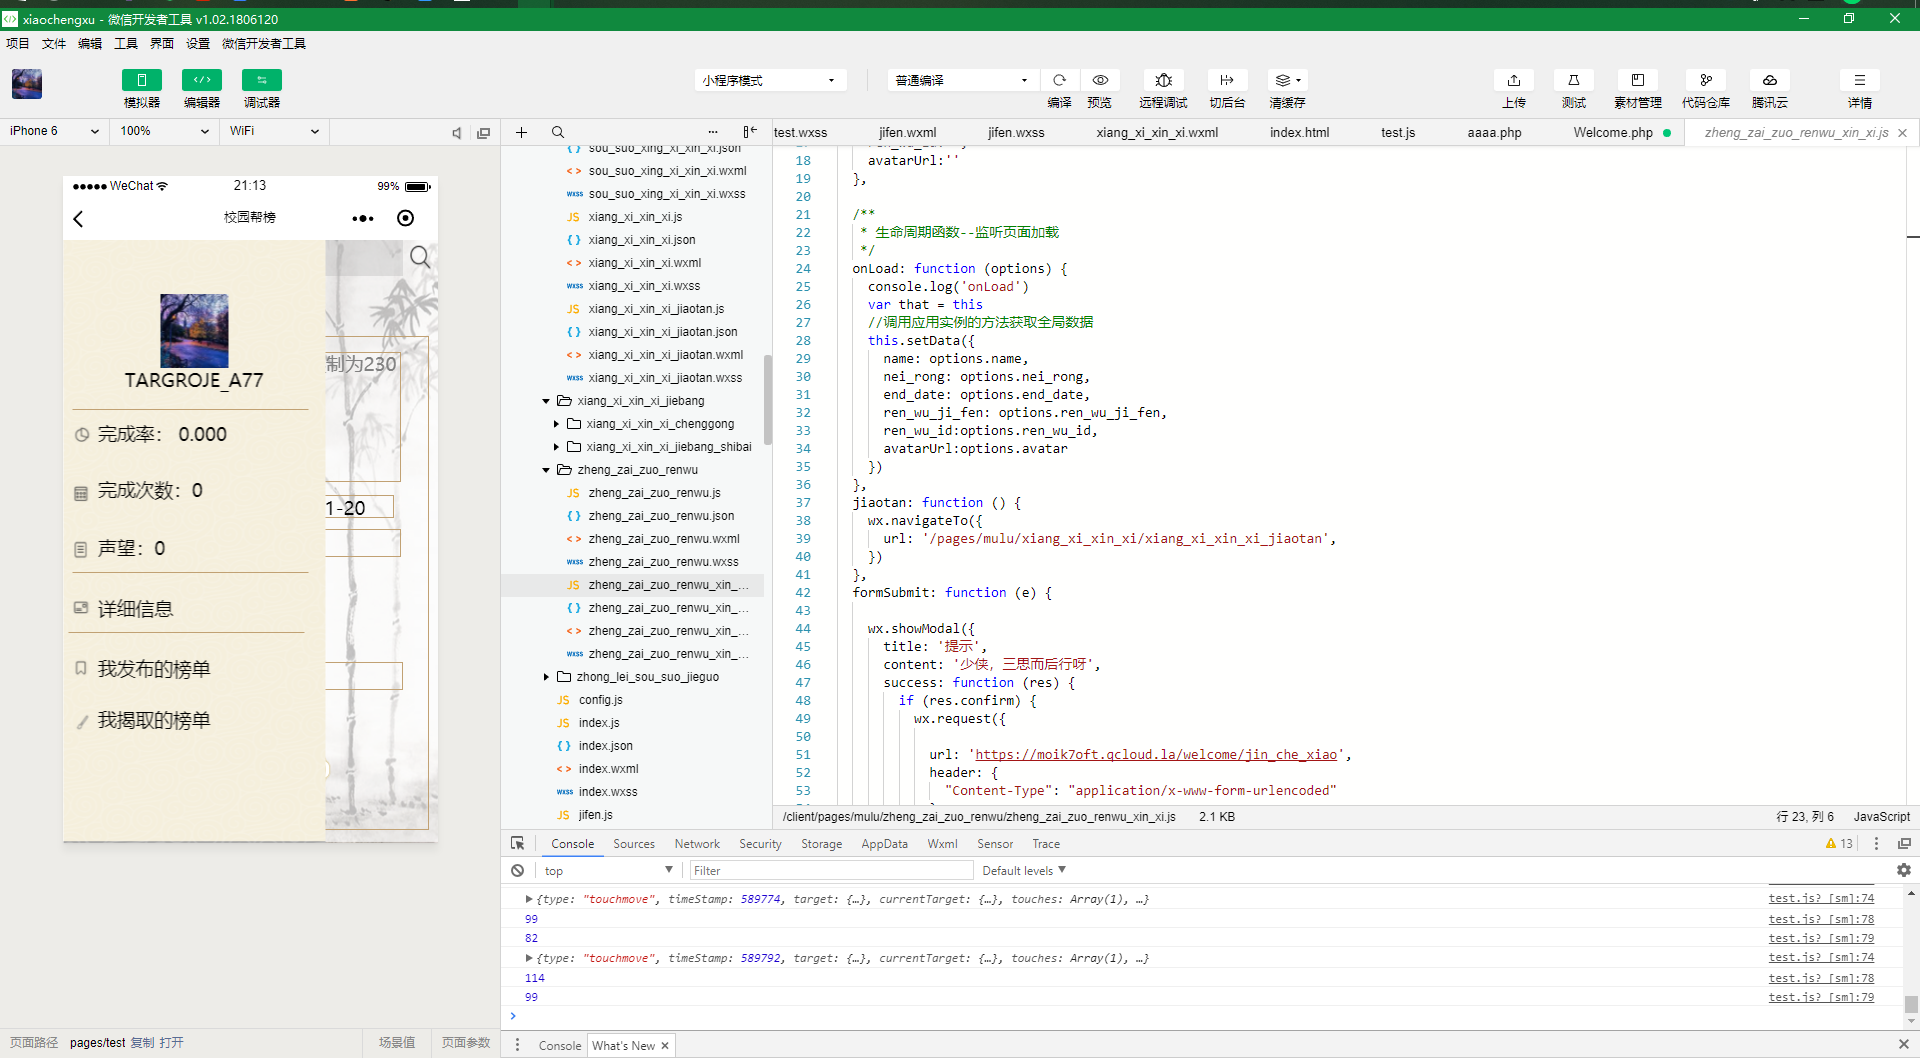 xiaochengxu - 微信开发者工具 v1.02.1806120
项目 文件 编辑 工具 界面 设置 微信开发者工具
模拟器 编辑器 调试器
小程序模式 普通编译
编译 预览 远程调试 切后台 清缓存 上传 测试 素材管理 代码仓库 腾讯云 详情
iPhone 6 100% WiFi
test.wxss jifen.wxml jifen.wxss xiang_xi_xin_xi.wxml index.html test.js aaaa.php Welcome.php zheng_zai_zuo_renwu_xin_xi.js
WeChat 21:13 99%
校园帮榜
制为230
1-20
TARGROJE_A77
完成率： 0.000
完成次数：0
声望：0
详细信息
我发布的榜单
我揭取的榜单
sou_suo_xing_xi_xin_xi.json
sou_suo_xing_xi_xin_xi.wxml
sou_suo_xing_xi_xin_xi.wxss
xiang_xi_xin_xi.js
xiang_xi_xin_xi.json
xiang_xi_xin_xi.wxml
xiang_xi_xin_xi.wxss
xiang_xi_xin_xi_jiaotan.js
xiang_xi_xin_xi_jiaotan.json
xiang_xi_xin_xi_jiaotan.wxml
xiang_xi_xin_xi_jiaotan.wxss
xiang_xi_xin_xi_jiebang
xiang_xi_xin_xi_chenggong
xiang_xi_xin_xi_jiebang_shibai
zheng_zai_zuo_renwu
JS zheng_zai_zuo_renwu.js
{ } zheng_zai_zuo_renwu.json
< > zheng_zai_zuo_renwu.wxml
wxss zheng_zai_zuo_renwu.wxss
JS zheng_zai_zuo_renwu_xin_...
{ } zheng_zai_zuo_renwu_xin_...
< > zheng_zai_zuo_renwu_xin_...
wxss zheng_zai_zuo_renwu_xin_...
zhong_lei_sou_suo_jieguo
JS config.js
JS index.js
{ } index.json
< > index.wxml
wxss index.wxss
JS jifen.js
18 avatarUrl:''
19 },
20
21 /**
22 * 生命周期函数--监听页面加载
23 */
24 onLoad: function (options) {
25 console.log('onLoad')
26 var that = this
27 //调用应用实例的方法获取全局数据
28 this.setData({
29 name: options.name,
30 nei_rong: options.nei_rong,
31 end_date: options.end_date,
32 ren_wu_ji_fen: options.ren_wu_ji_fen,
33 ren_wu_id:options.ren_wu_id,
34 avatarUrl:options.avatar
35 })
36 },
37 jiaotan: function () {
38 wx.navigateTo({
39 url: '/pages/mulu/xiang_xi_xin_xi/xiang_xi_xin_xi_jiaotan',
40 })
41 },
42 formSubmit: function (e) {
43
44 wx.showModal({
45 title: '提示',
46 content: '少侠，三思而后行呀',
47 success: function (res) {
48 if (res.confirm) {
49 wx.request({
50
51 url: 'https://moik7oft.qcloud.la/welcome/jin_che_xiao',
52 header: {
53 "Content-Type": "application/x-www-form-urlencoded"
/client/pages/mulu/zheng_zai_zuo_renwu/zheng_zai_zuo_renwu_xin_xi.js 2.1 KB 行 23, 列 6 JavaScript
Console Sources Network Security Storage AppData Wxml Sensor Trace 13
top Filter Default levels
{type: "touchmove", timeStamp: 589774, target: {…}, currentTarget: {…}, touches: Array(1), …} test.js? [sm]:74
99 test.js? [sm]:78
82 test.js? [sm]:79
{type: "touchmove", timeStamp: 589792, target: {…}, currentTarget: {…}, touches: Array(1), …} test.js? [sm]:74
114 test.js? [sm]:78
99 test.js? [sm]:79
页面路径 pages/test 复制 打开 场景值 页面参数
Console What's New